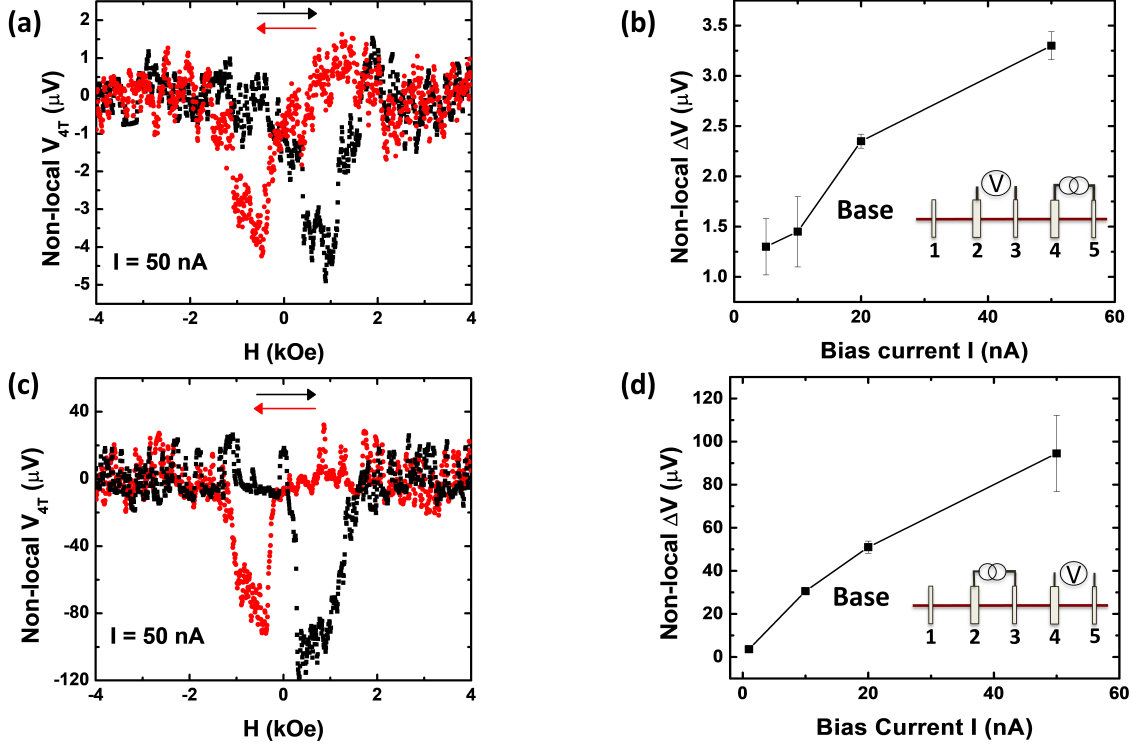 (a)
2
1
0
-1
-2
-3
-4
-5
Non-local V4T (μV)
I = 50 nA
-4 -2 0 2 4
H (kOe)
(b)
3.5
3.0
2.5
2.0
1.5
1.0
Non-local ΔV (μV)
Base
V
1 2 3 4 5
0 20 40 60
Bias current I (nA)
(c)
40
0
-40
-80
-120
Non-local V4T (μV)
I = 50 nA
-4 -2 0 2 4
H (kOe)
(d)
120
100
80
60
40
20
0
Non-local ΔV (μV)
Base
V
1 2 3 4 5
0 20 40 60
Bias Current I (nA)